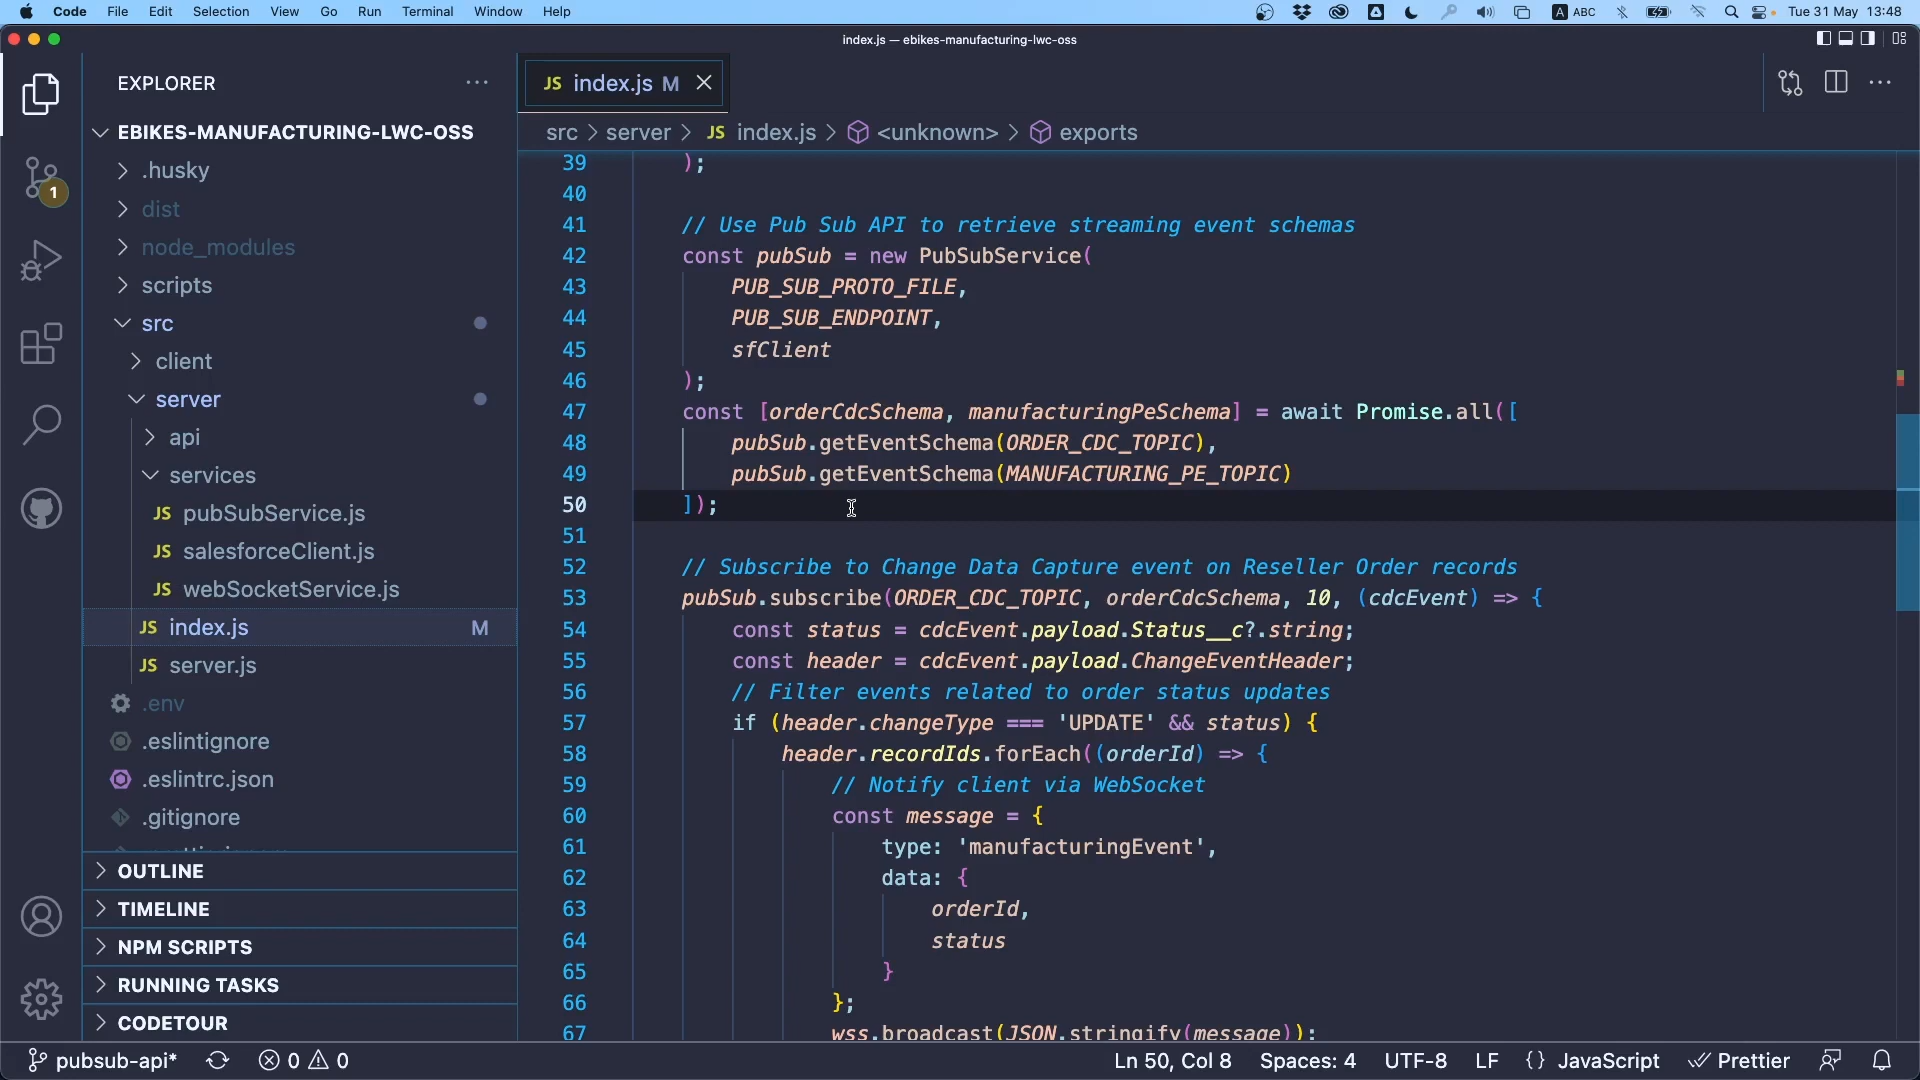 Code File Edit Selection View Go Run Terminal Window Help A ABC Tue 31 May 13:48
index.js — ebikes-manufacturing-lwc-oss
EXPLORER
EBIKES-MANUFACTURING-LWC-OSS
.husky
dist
node_modules
scripts
src
client
server
api
services
JS pubSubService.js
JS salesforceClient.js
JS webSocketService.js
JS index.js M
JS server.js
.env
.eslintignore
.eslintrc.json
.gitignore
OUTLINE
TIMELINE
NPM SCRIPTS
RUNNING TASKS
CODETOUR
1
JS index.js M
src > server > JS index.js > <unknown> > exports
39 );
40
41 // Use Pub Sub API to retrieve streaming event schemas
42 const pubSub = new PubSubService(
43 PUB_SUB_PROTO_FILE,
44 PUB_SUB_ENDPOINT,
45 sfClient
46 );
47 const [orderCdcSchema, manufacturingPeSchema] = await Promise.all([
48 pubSub.getEventSchema(ORDER_CDC_TOPIC),
49 pubSub.getEventSchema(MANUFACTURING_PE_TOPIC)
50 ]);
51
52 // Subscribe to Change Data Capture event on Reseller Order records
53 pubSub.subscribe(ORDER_CDC_TOPIC, orderCdcSchema, 10, (cdcEvent) => {
54 const status = cdcEvent.payload.Status__c?.string;
55 const header = cdcEvent.payload.ChangeEventHeader;
56 // Filter events related to order status updates
57 if (header.changeType === 'UPDATE' && status) {
58 header.recordIds.forEach((orderId) => {
59 // Notify client via WebSocket
60 const message = {
61 type: 'manufacturingEvent',
62 data: {
63 orderId,
64 status
65 }
66 };
67 wss.broadcast(JSON.stringify(message));
pubsub-api* 0 0 Ln 50, Col 8 Spaces: 4 UTF-8 LF {} JavaScript Prettier